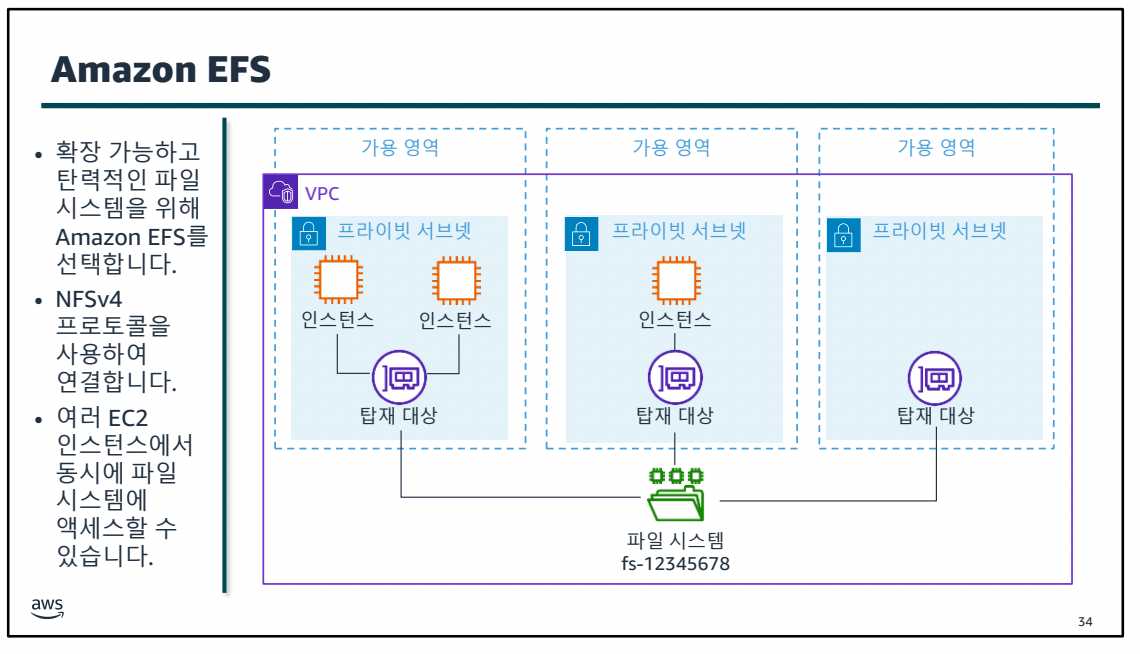 Amazon EFS
• 확장 가능하고
탄력적인 파일
시스템을 위해
Amazon EFS를
선택합니다.
• NFSv4
프로토콜을
사용하여
연결합니다.
• 여러 EC2
인스턴스에서
동시에 파일
시스템에
액세스할 수
있습니다.
가용 영역
가용 영역
가용 영역
VPC
프라이빗 서브넷
프라이빗 서브넷
프라이빗 서브넷
인스턴스
인스턴스
인스턴스
탑재 대상
탑재 대상
탑재 대상
파일 시스템
fs-12345678
aws
34